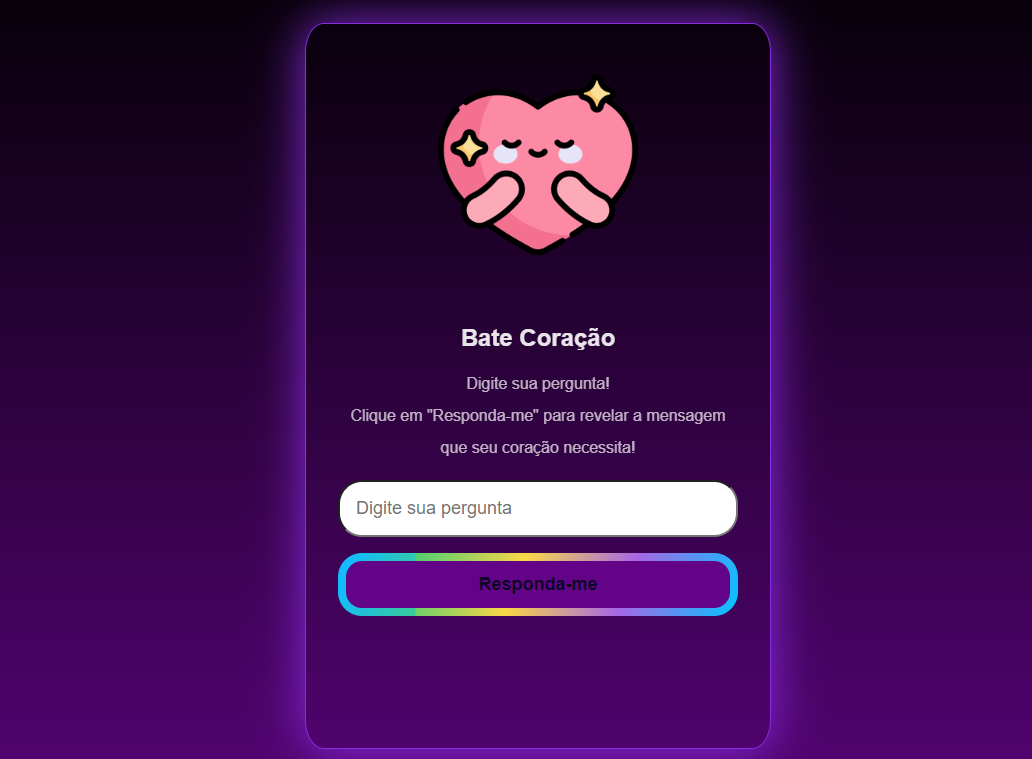 Bate Coração
Digite sua pergunta!
Clique em "Responda-me" para revelar a mensagem
que seu coração necessita!
Digite sua pergunta
Responda-me